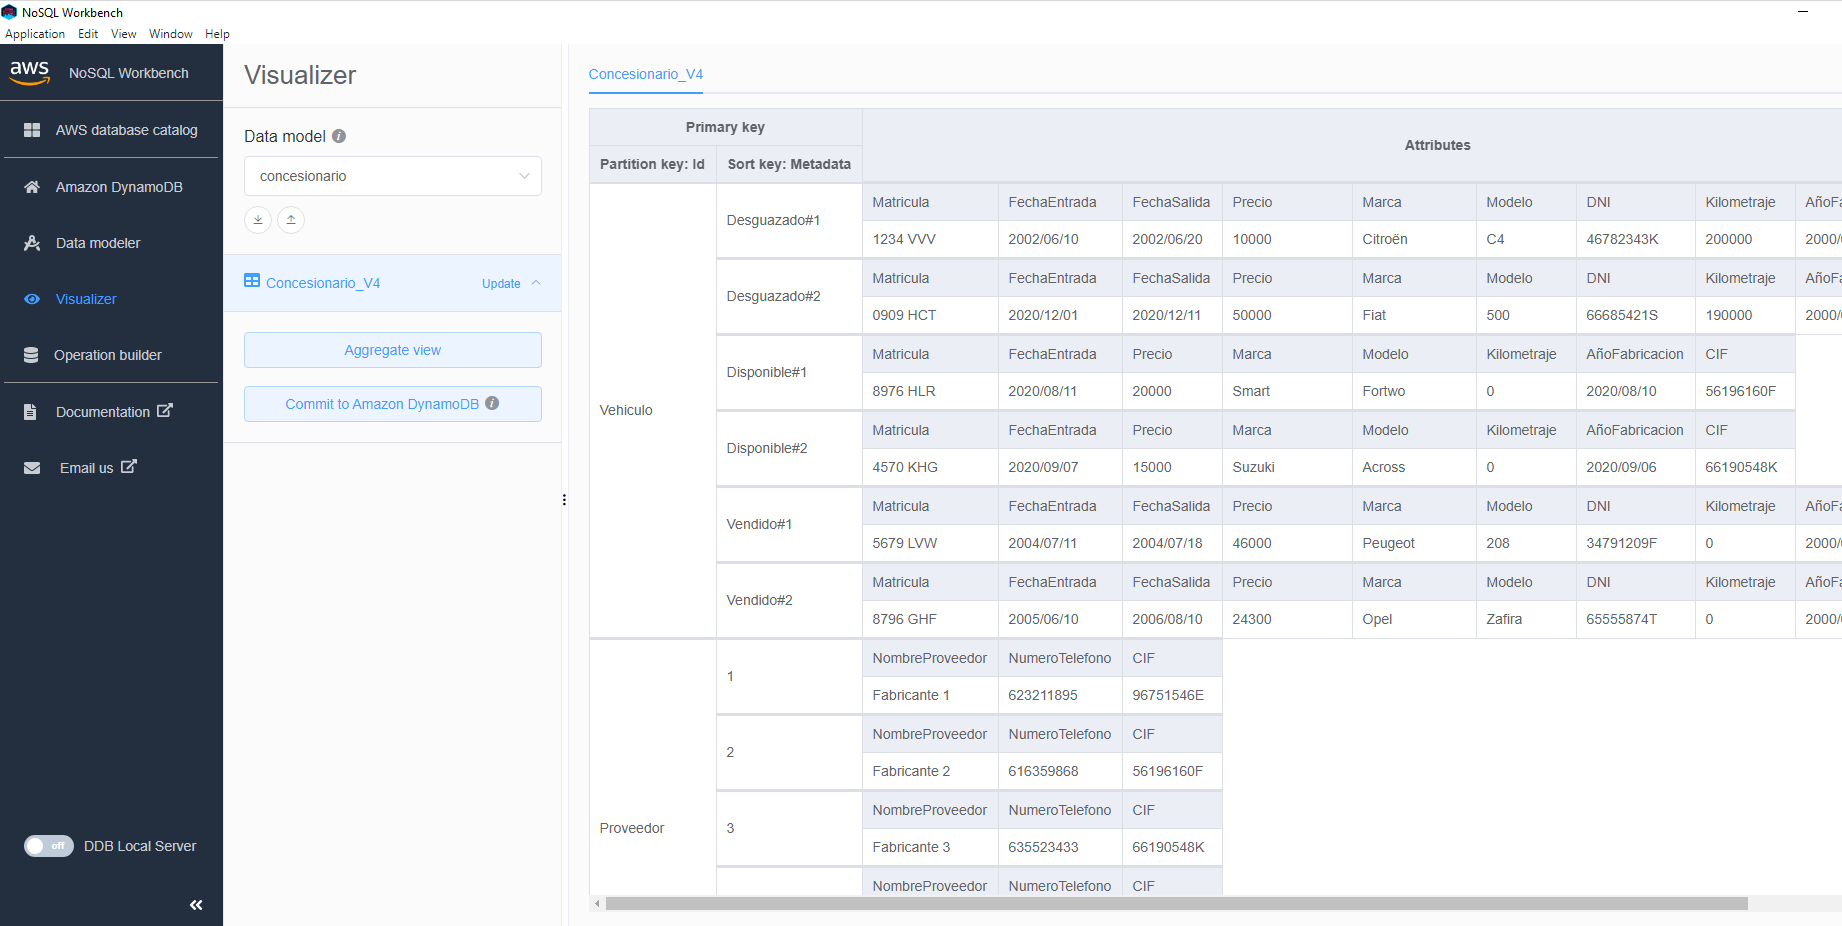 NoSQL Workbench
Application Edit View Window Help
aws NoSQL Workbench
AWS database catalog
Amazon DynamoDB
Data modeler
Visualizer
Operation builder
Documentation
Email us
off DDB Local Server
Visualizer
Data model
concesionario
Concesionario_V4 Update
Aggregate view
Commit to Amazon DynamoDB
Concesionario_V4
Primary key Attributes
Partition key: Id Sort key: Metadata
Vehiculo
Desguazado#1
Matricula FechaEntrada FechaSalida Precio Marca Modelo DNI Kilometraje AñoFa
1234 VVV 2002/06/10 2002/06/20 10000 Citroën C4 46782343K 200000 2000/
Desguazado#2
Matricula FechaEntrada FechaSalida Precio Marca Modelo DNI Kilometraje AñoFa
0909 HCT 2020/12/01 2020/12/11 50000 Fiat 500 66685421S 190000 2000/
Disponible#1
Matricula FechaEntrada Precio Marca Modelo Kilometraje AñoFabricacion CIF
8976 HLR 2020/08/11 20000 Smart Fortwo 0 2020/08/10 56196160F
Disponible#2
Matricula FechaEntrada Precio Marca Modelo Kilometraje AñoFabricacion CIF
4570 KHG 2020/09/07 15000 Suzuki Across 0 2020/09/06 66190548K
Vendido#1
Matricula FechaEntrada FechaSalida Precio Marca Modelo DNI Kilometraje AñoFa
5679 LVW 2004/07/11 2004/07/18 46000 Peugeot 208 34791209F 0 2000/
Vendido#2
Matricula FechaEntrada FechaSalida Precio Marca Modelo DNI Kilometraje AñoFa
8796 GHF 2005/06/10 2006/08/10 24300 Opel Zafira 65555874T 0 2000/
Proveedor
1
NombreProveedor NumeroTelefono CIF
Fabricante 1 623211895 96751546E
2
NombreProveedor NumeroTelefono CIF
Fabricante 2 616359868 56196160F
3
NombreProveedor NumeroTelefono CIF
Fabricante 3 635523433 66190548K
NombreProveedor NumeroTelefono CIF